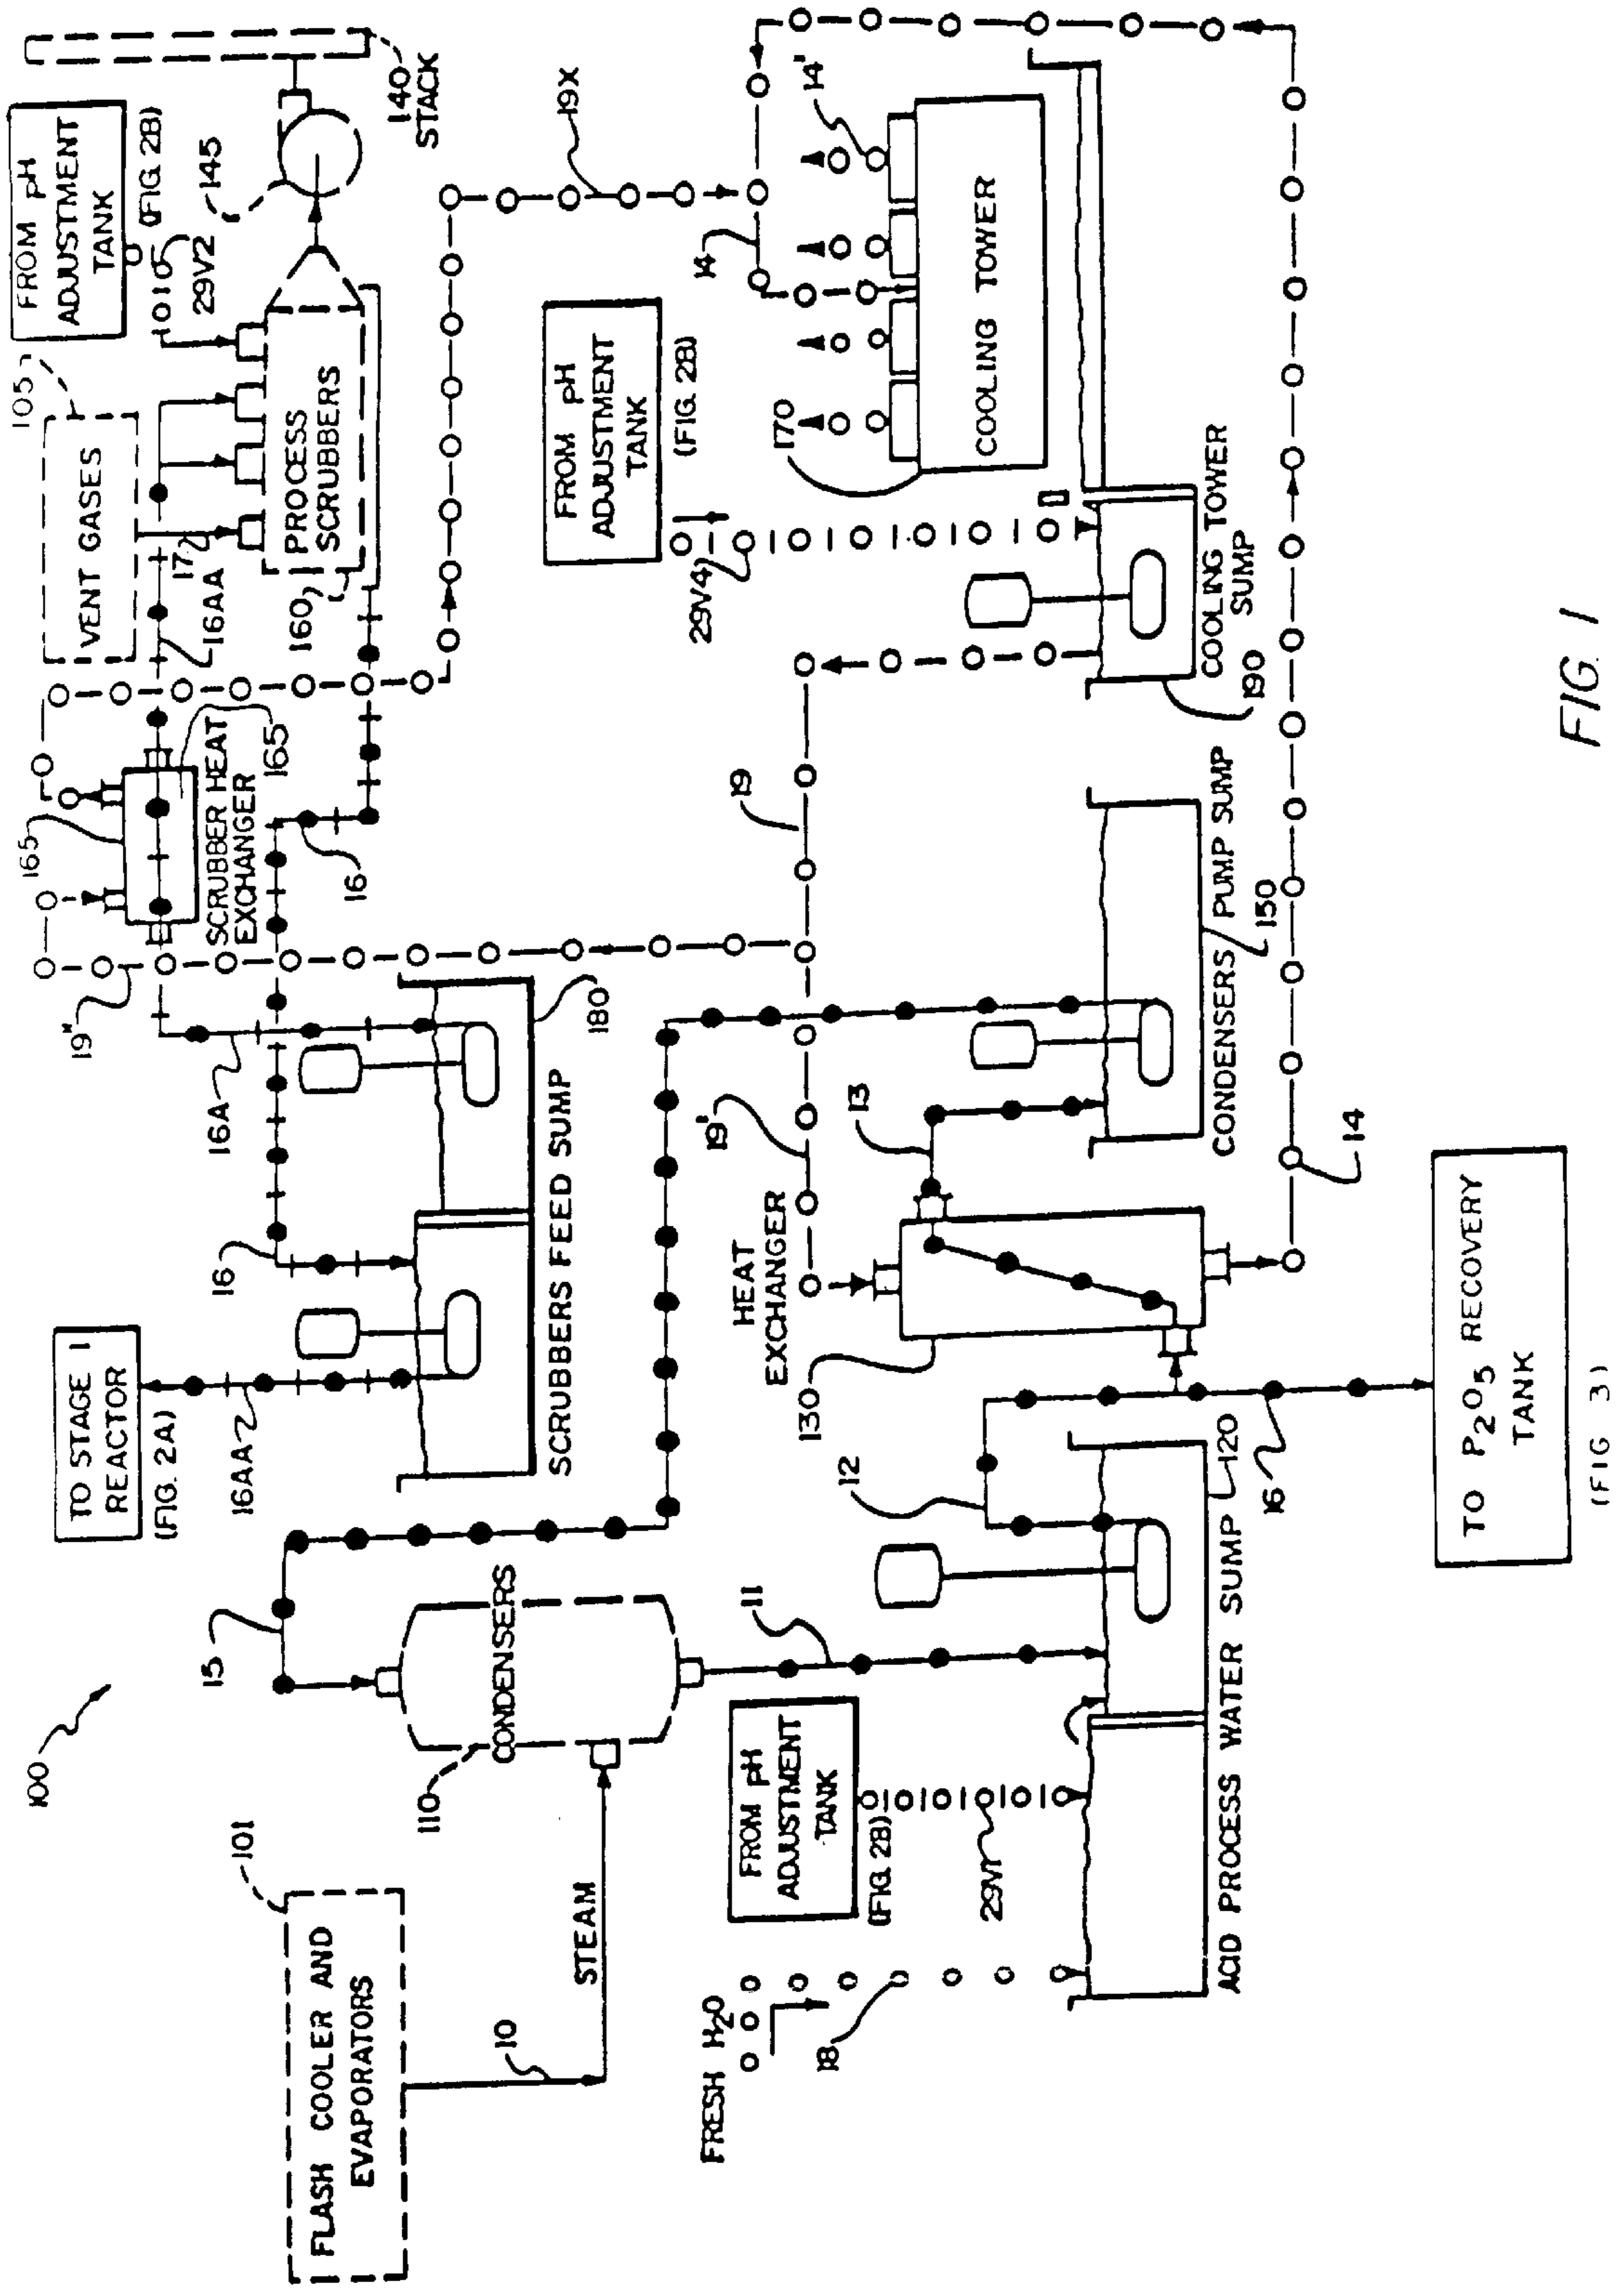 100
FLASH COOLER AND
EVAPORATORS
101
10
STEAM
110
CONDENSERS
15
TO STAGE 1
REACTOR
(FIG. 2A)
16AA
16
16A
19"
SCRUBBERS FEED SUMP
180
165
SCRUBBER HEAT
EXCHANGER
165
16
VENT GASES
105
17
16AA
160
PROCESS
SCRUBBERS
FROM pH
ADJUSTMENT
TANK
(FIG. 2B)
29V2
145
140
STACK
19X
FRESH H2O
18
FROM pH
ADJUSTMENT
TANK
(FIG. 2B)
29V1
11
ACID PROCESS WATER SUMP
120
12
16
130
HEAT
EXCHANGER
19'
13
19
CONDENSERS PUMP SUMP
150
14
TO P2O5 RECOVERY
TANK
(FIG 3)
FROM pH
ADJUSTMENT
TANK
(FIG. 2B)
29V4
170
14
14'
COOLING TOWER
COOLING TOWER
SUMP
190
FIG. 1